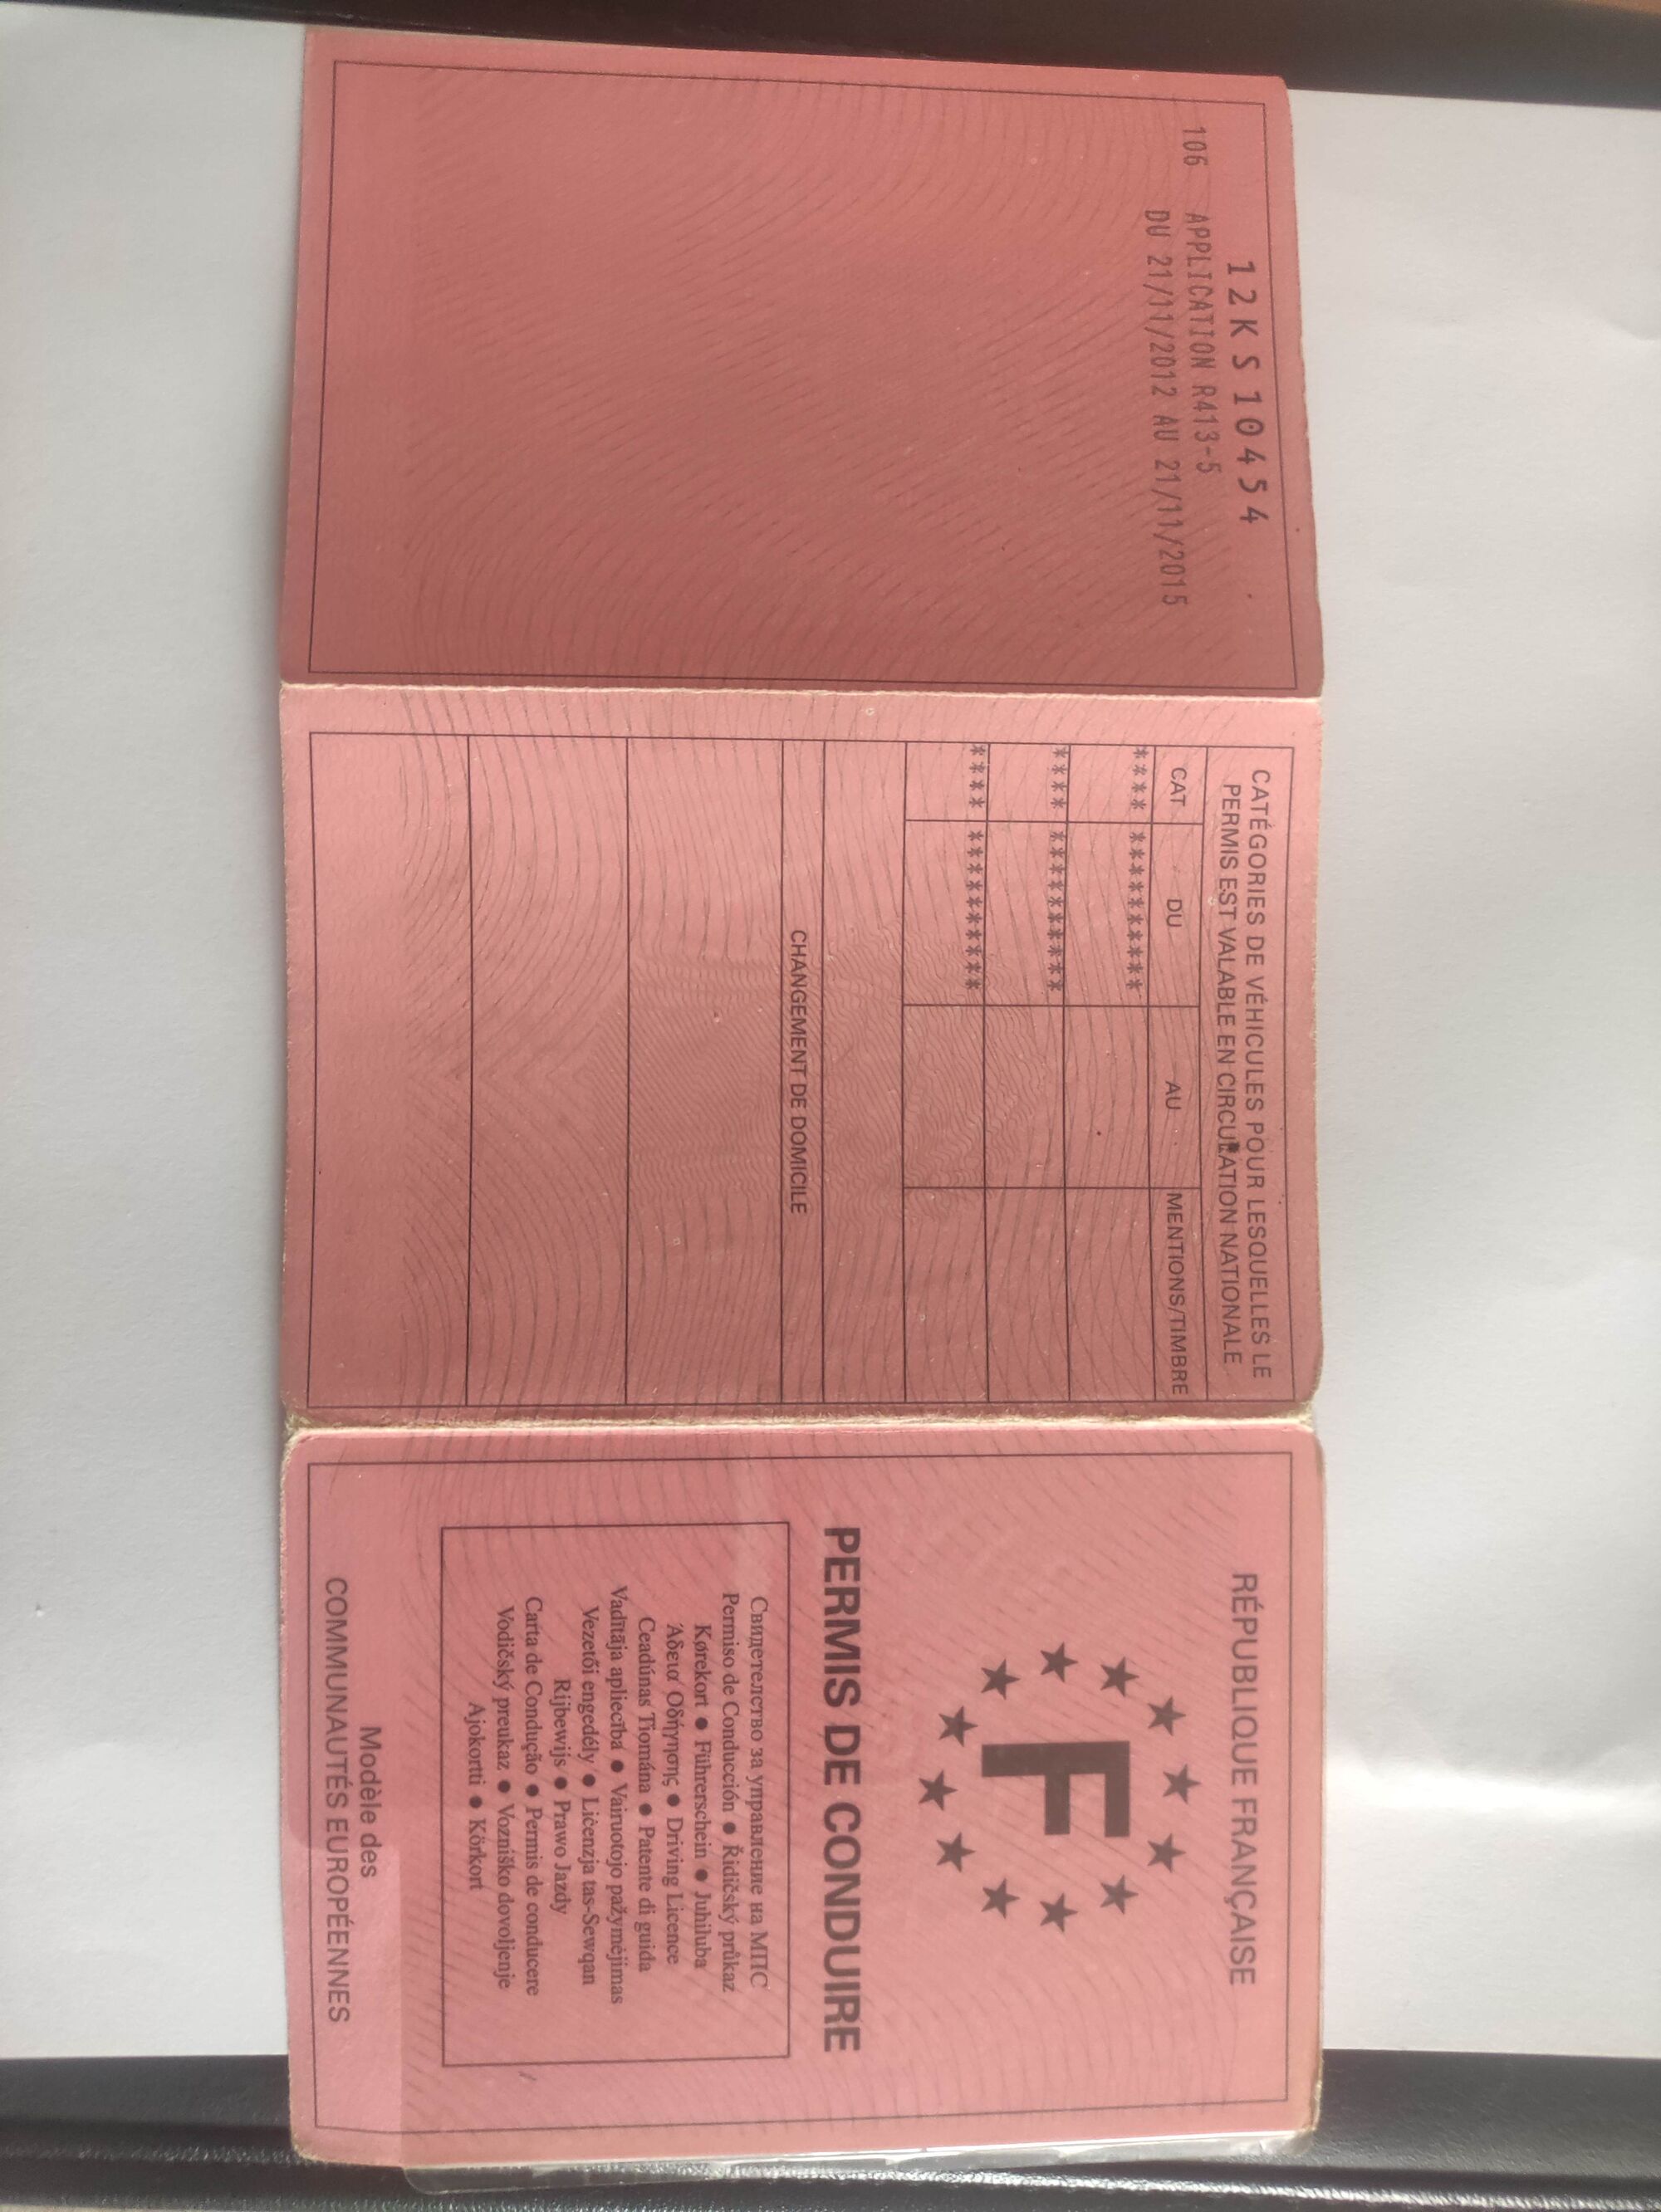 12KS10454
106 APPLICATION R413-5
DU 21/11/2012 AU 21/11/2015
CATÉGORIES DE VÉHICULES POUR LESQUELLES LE
PERMIS EST VALABLE EN CIRCULATION NATIONALE
CAT DU AU MENTIONS/TIMBRE
**** **********
**** **********
**** **********
CHANGEMENT DE DOMICILE
RÉPUBLIQUE FRANÇAISE
F
PERMIS DE CONDUIRE
Свидетелство за управление на МПС
Permiso de Conducción ● Řidičský průkaz
Kørekort ● Führerschein ● Juhiluba
Άδεια Οδήγησης ● Driving Licence
Ceadúnas Tiomána ● Patente di guida
Vadītāja apliecība ● Vairuotojo pažymėjimas
Vezetői engedély ● Liċenzja tas-Sewqan
Rijbewijs ● Prawo Jazdy
Carta de Condução ● Permis de conducere
Vodičský preukaz ● Vozniško dovoljenje
Ajokortti ● Körkort
Modèle des
COMMUNAUTÉS EUROPÉENNES